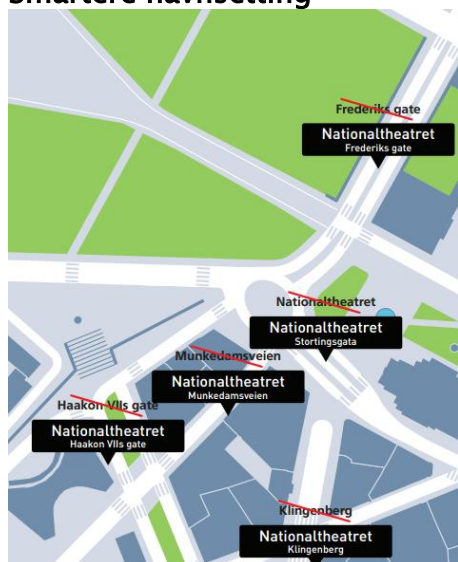 Smartere navnsetting
Frederiks gate
Nationaltheatret
Frederiks gate
Nationaltheatret
Nationaltheatret
Stortingsgata
Munkedamsveien
Nationaltheatret
Munkedamsveien
Haakon VIIs gate
Nationaltheatret
Haakon VIIs gate
Klingenberg
Nationaltheatret
Klingenberg